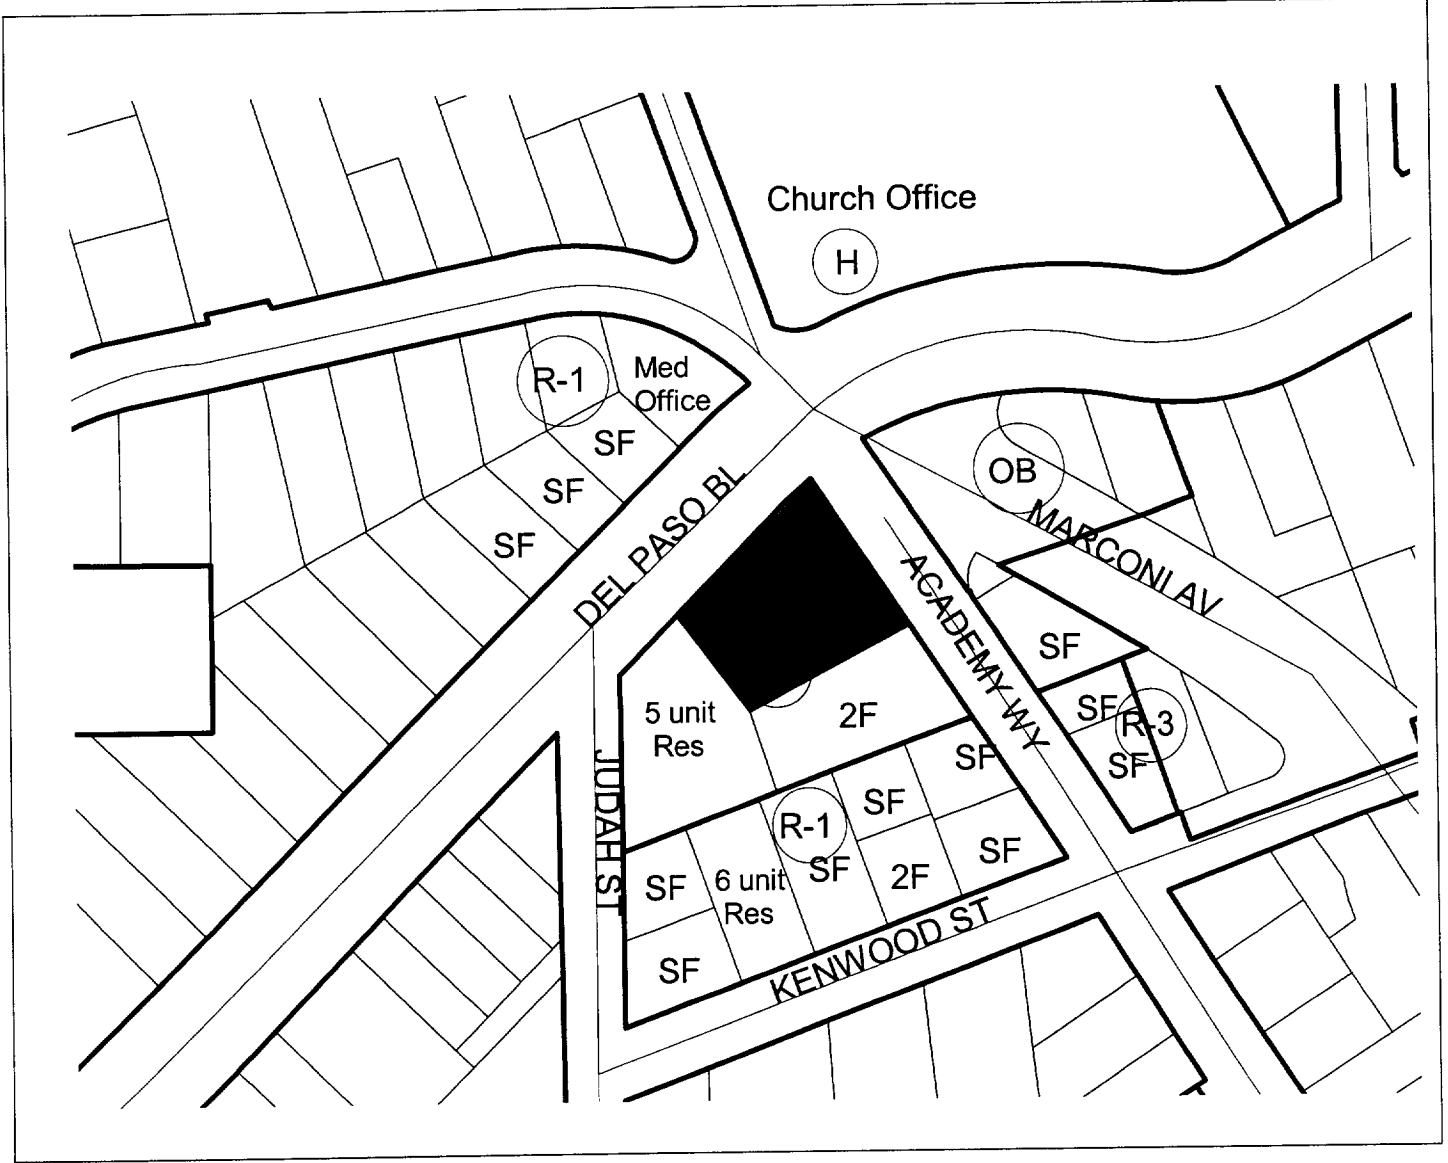 Church Office
H
R-1
Med
Office
SF
SF
SF
DEL PASO BL
OB
MARCONI AV
ACADEMY WY
SF
SF
R-3
SF
5 unit
Res
2F
SF
JUDAH ST
R-1
SF
SF
6 unit
Res
SF
2F
SF
SF
KENWOOD ST